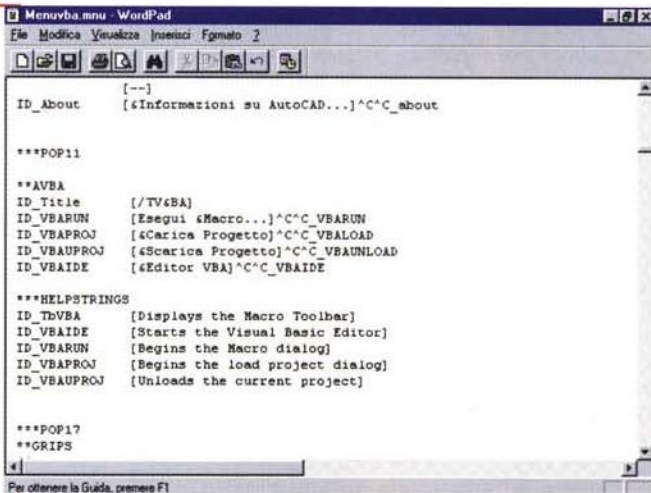 Menuvba.mnu - WordPad
File Modifica Visualizza Inserisci Formato ?
[--]
ID_About [&Informazioni su AutoCAD...]^C^C_about
***POP11
**AVBA
ID_Title [/TV&BA]
ID_VBARUN [Esegui &Macro...]^C^C_VBARUN
ID_VBAPROJ [&Carica Progetto]^C^C_VBALOAD
ID_VBAUPROJ [&Scarica Progetto]^C^C_VBAUNLOAD
ID_VBAIDE [&Editor VBA]^C^C_VBAIDE
***HELPSTRINGS
ID_TbVBA [Displays the Macro Toolbar]
ID_VBAIDE [Starts the Visual Basic Editor]
ID_VBARUN [Begins the Macro dialog]
ID_VBAPROJ [Begins the load project dialog]
ID_VBAUPROJ [Unloads the current project]
***POP17
**GRIPS
Per ottenere la Guida, premere F1